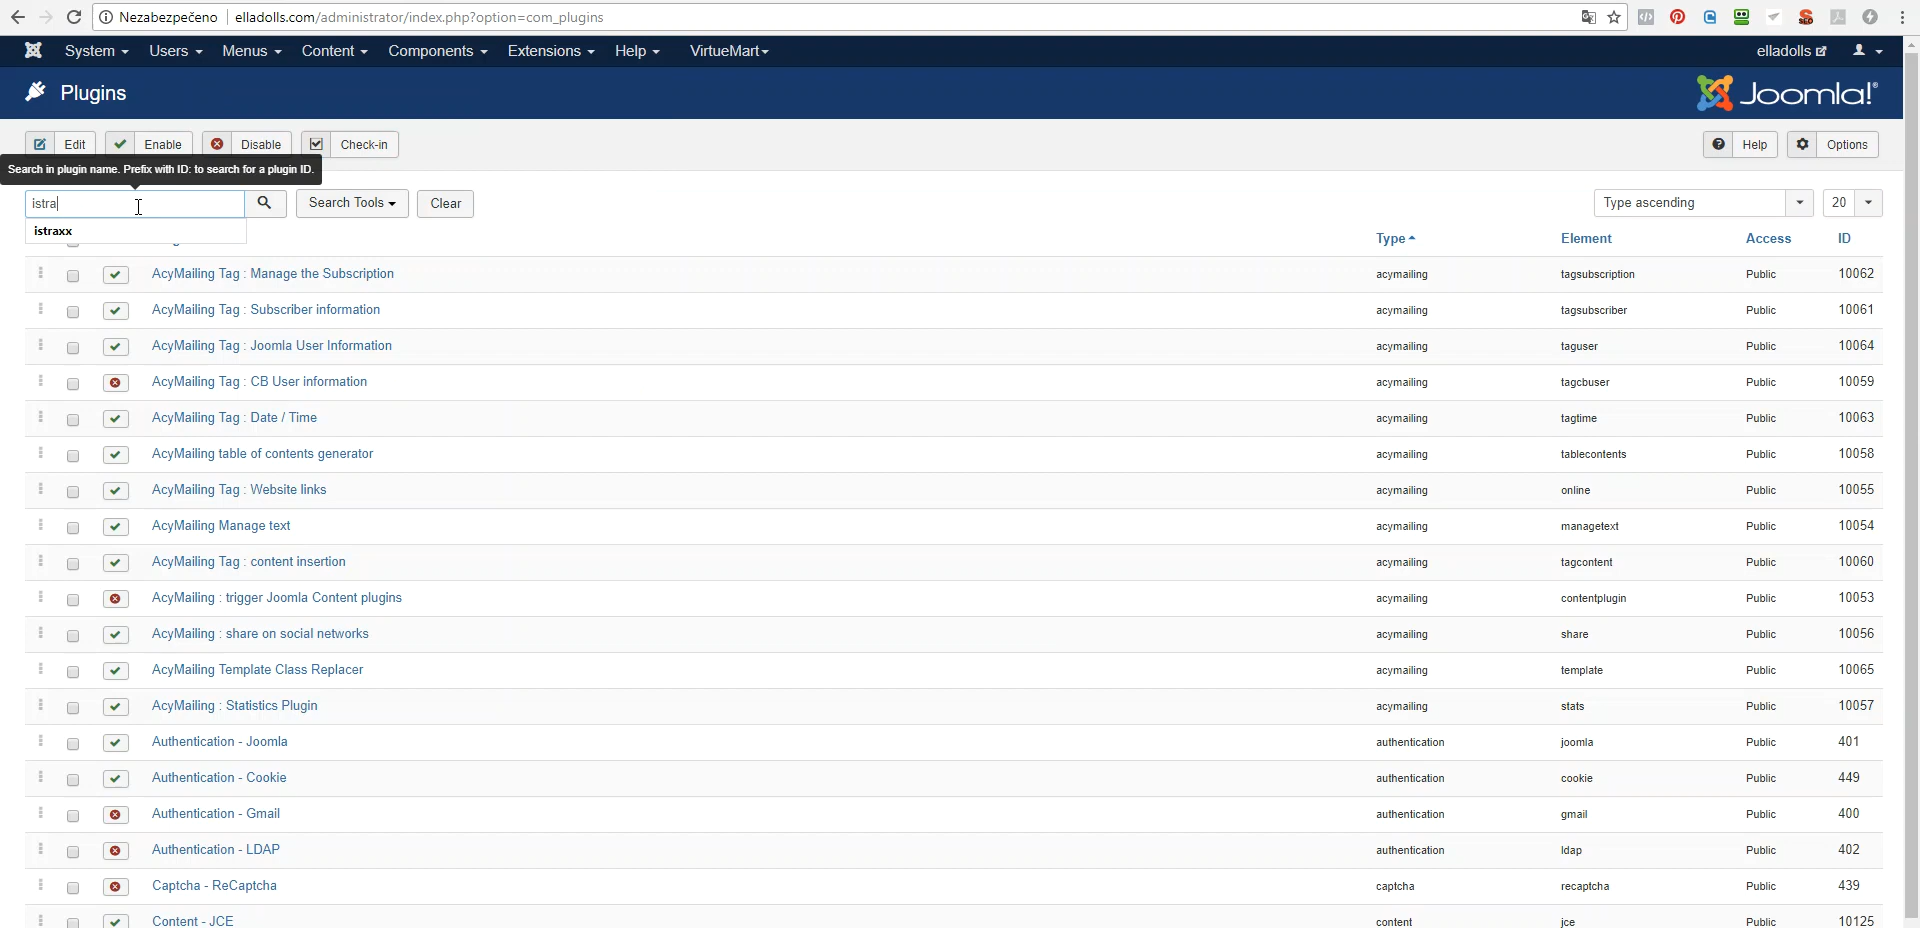 Nezabezpečeno elladolls.com/administrator/index.php?option=com_plugins
System Users Menus Content Components Extensions Help VirtueMart elladolls
Plugins Joomla!®
Edit Enable Disable Check-in Help Options
Search in plugin name. Prefix with ID: to search for a plugin ID.
istra Search Tools Clear Type ascending 20
istraxx
Type Element Access ID
AcyMailing Tag : Manage the Subscription acymailing tagsubscription Public 10062
AcyMailing Tag : Subscriber information acymailing tagsubscriber Public 10061
AcyMailing Tag : Joomla User Information acymailing taguser Public 10064
AcyMailing Tag : CB User information acymailing tagcbuser Public 10059
AcyMailing Tag : Date / Time acymailing tagtime Public 10063
AcyMailing table of contents generator acymailing tablecontents Public 10058
AcyMailing Tag : Website links acymailing online Public 10055
AcyMailing Manage text acymailing managetext Public 10054
AcyMailing Tag : content insertion acymailing tagcontent Public 10060
AcyMailing : trigger Joomla Content plugins acymailing contentplugin Public 10053
AcyMailing : share on social networks acymailing share Public 10056
AcyMailing Template Class Replacer acymailing template Public 10065
AcyMailing : Statistics Plugin acymailing stats Public 10057
Authentication - Joomla authentication joomla Public 401
Authentication - Cookie authentication cookie Public 449
Authentication - Gmail authentication gmail Public 400
Authentication - LDAP authentication ldap Public 402
Captcha - ReCaptcha captcha recaptcha Public 439
Content - JCE content jce Public 10125